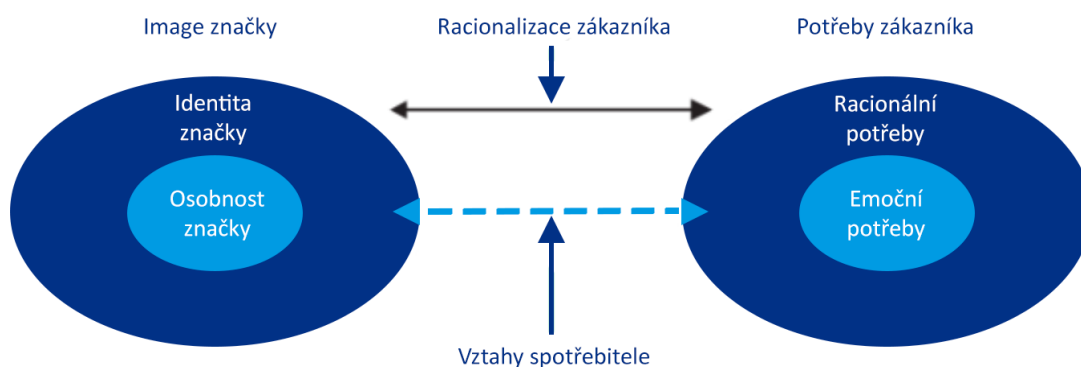 Image značky
Racionalizace zákazníka
Potřeby zákazníka
Identita
značky
Racionální
potřeby
Osobnost
značky
Emoční
potřeby
Vztahy spotřebitele